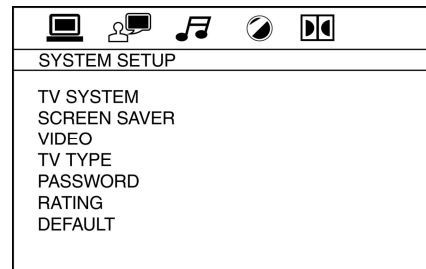 SYSTEM SETUP
TV SYSTEM
SCREEN SAVER
VIDEO
TV TYPE
PASSWORD
RATING
DEFAULT